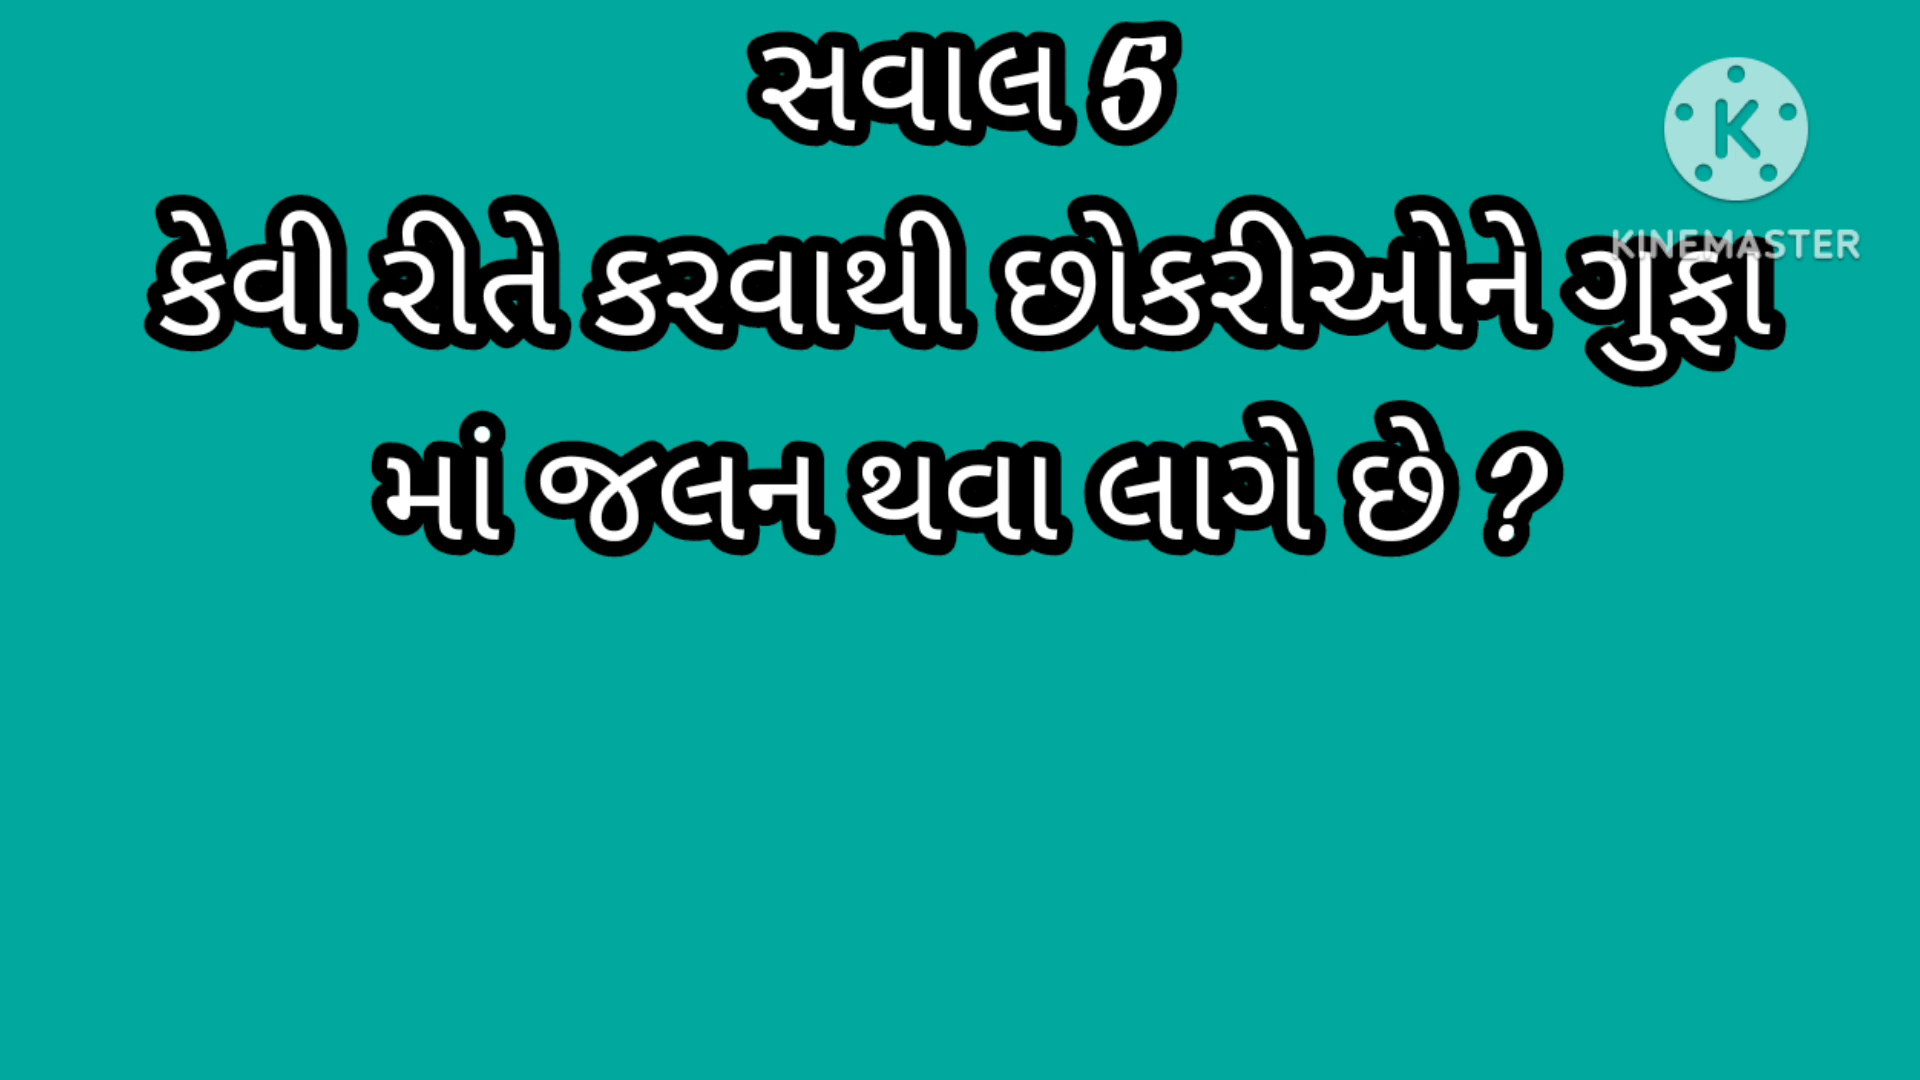 સવાલ 5
કેવી રીતે કરવાથી છોકરીઓને ગુફા
માં જલન થવા લાગે છે ?
K
KINEMASTER